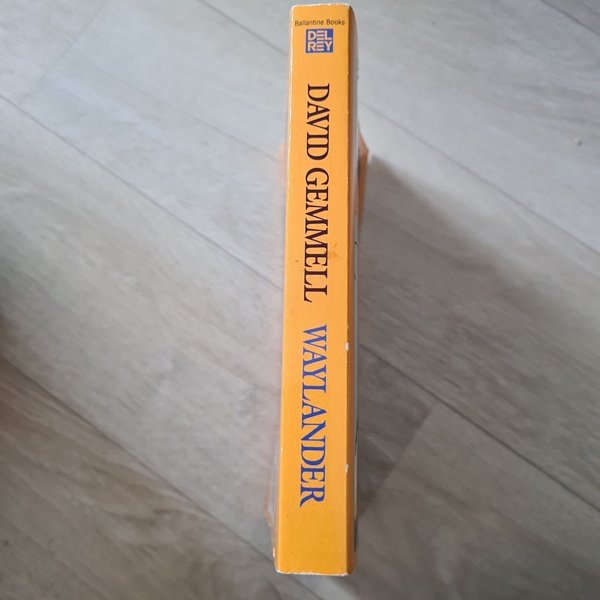 Ballantine Books
DEL
REY
DAVID GEMMELL
WAYLANDER